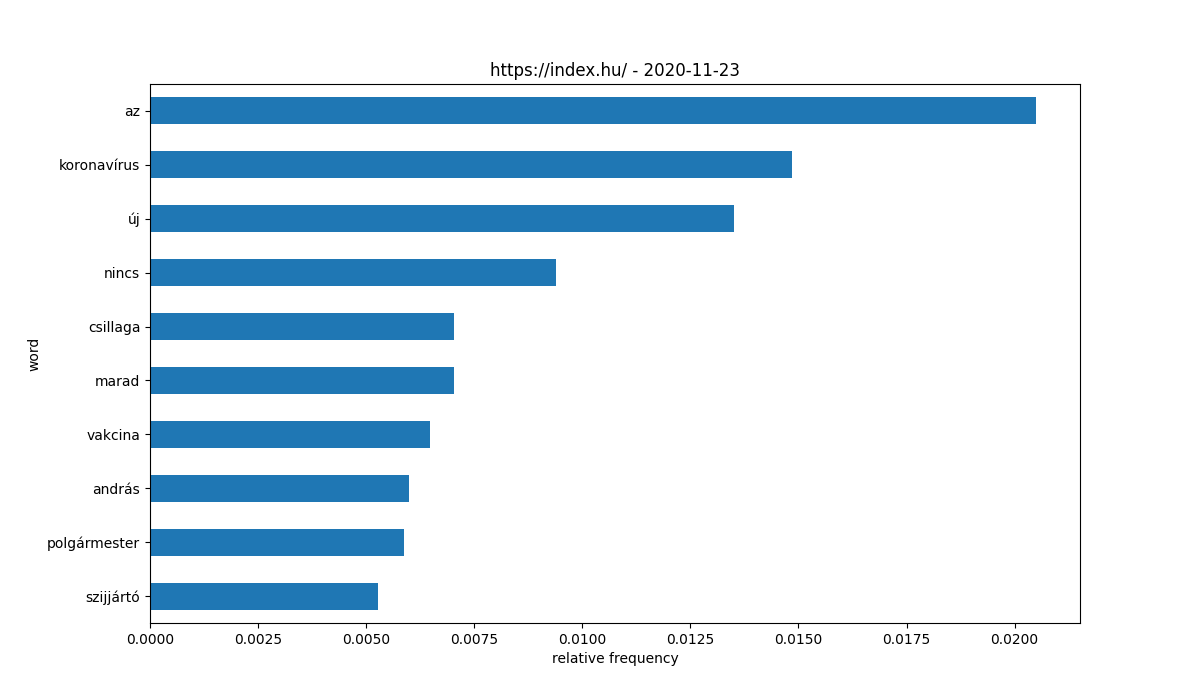 https://index.hu/ - 2020-11-23
az
koronavírus
új
nincs
csillaga
marad
vakcina
andrás
polgármester
szijjártó
word
0.0000 0.0025 0.0050 0.0075 0.0100 0.0125 0.0150 0.0175 0.0200
relative frequency